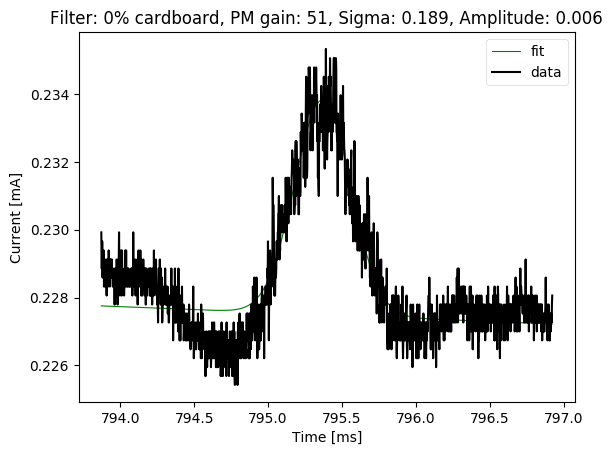 Filter: 0% cardboard, PM gain: 51, Sigma: 0.189, Amplitude: 0.006
fit
data
0.234
0.232
0.230
0.228
0.226
Current [mA]
794.0 794.5 795.0 795.5 796.0 796.5 797.0
Time [ms]